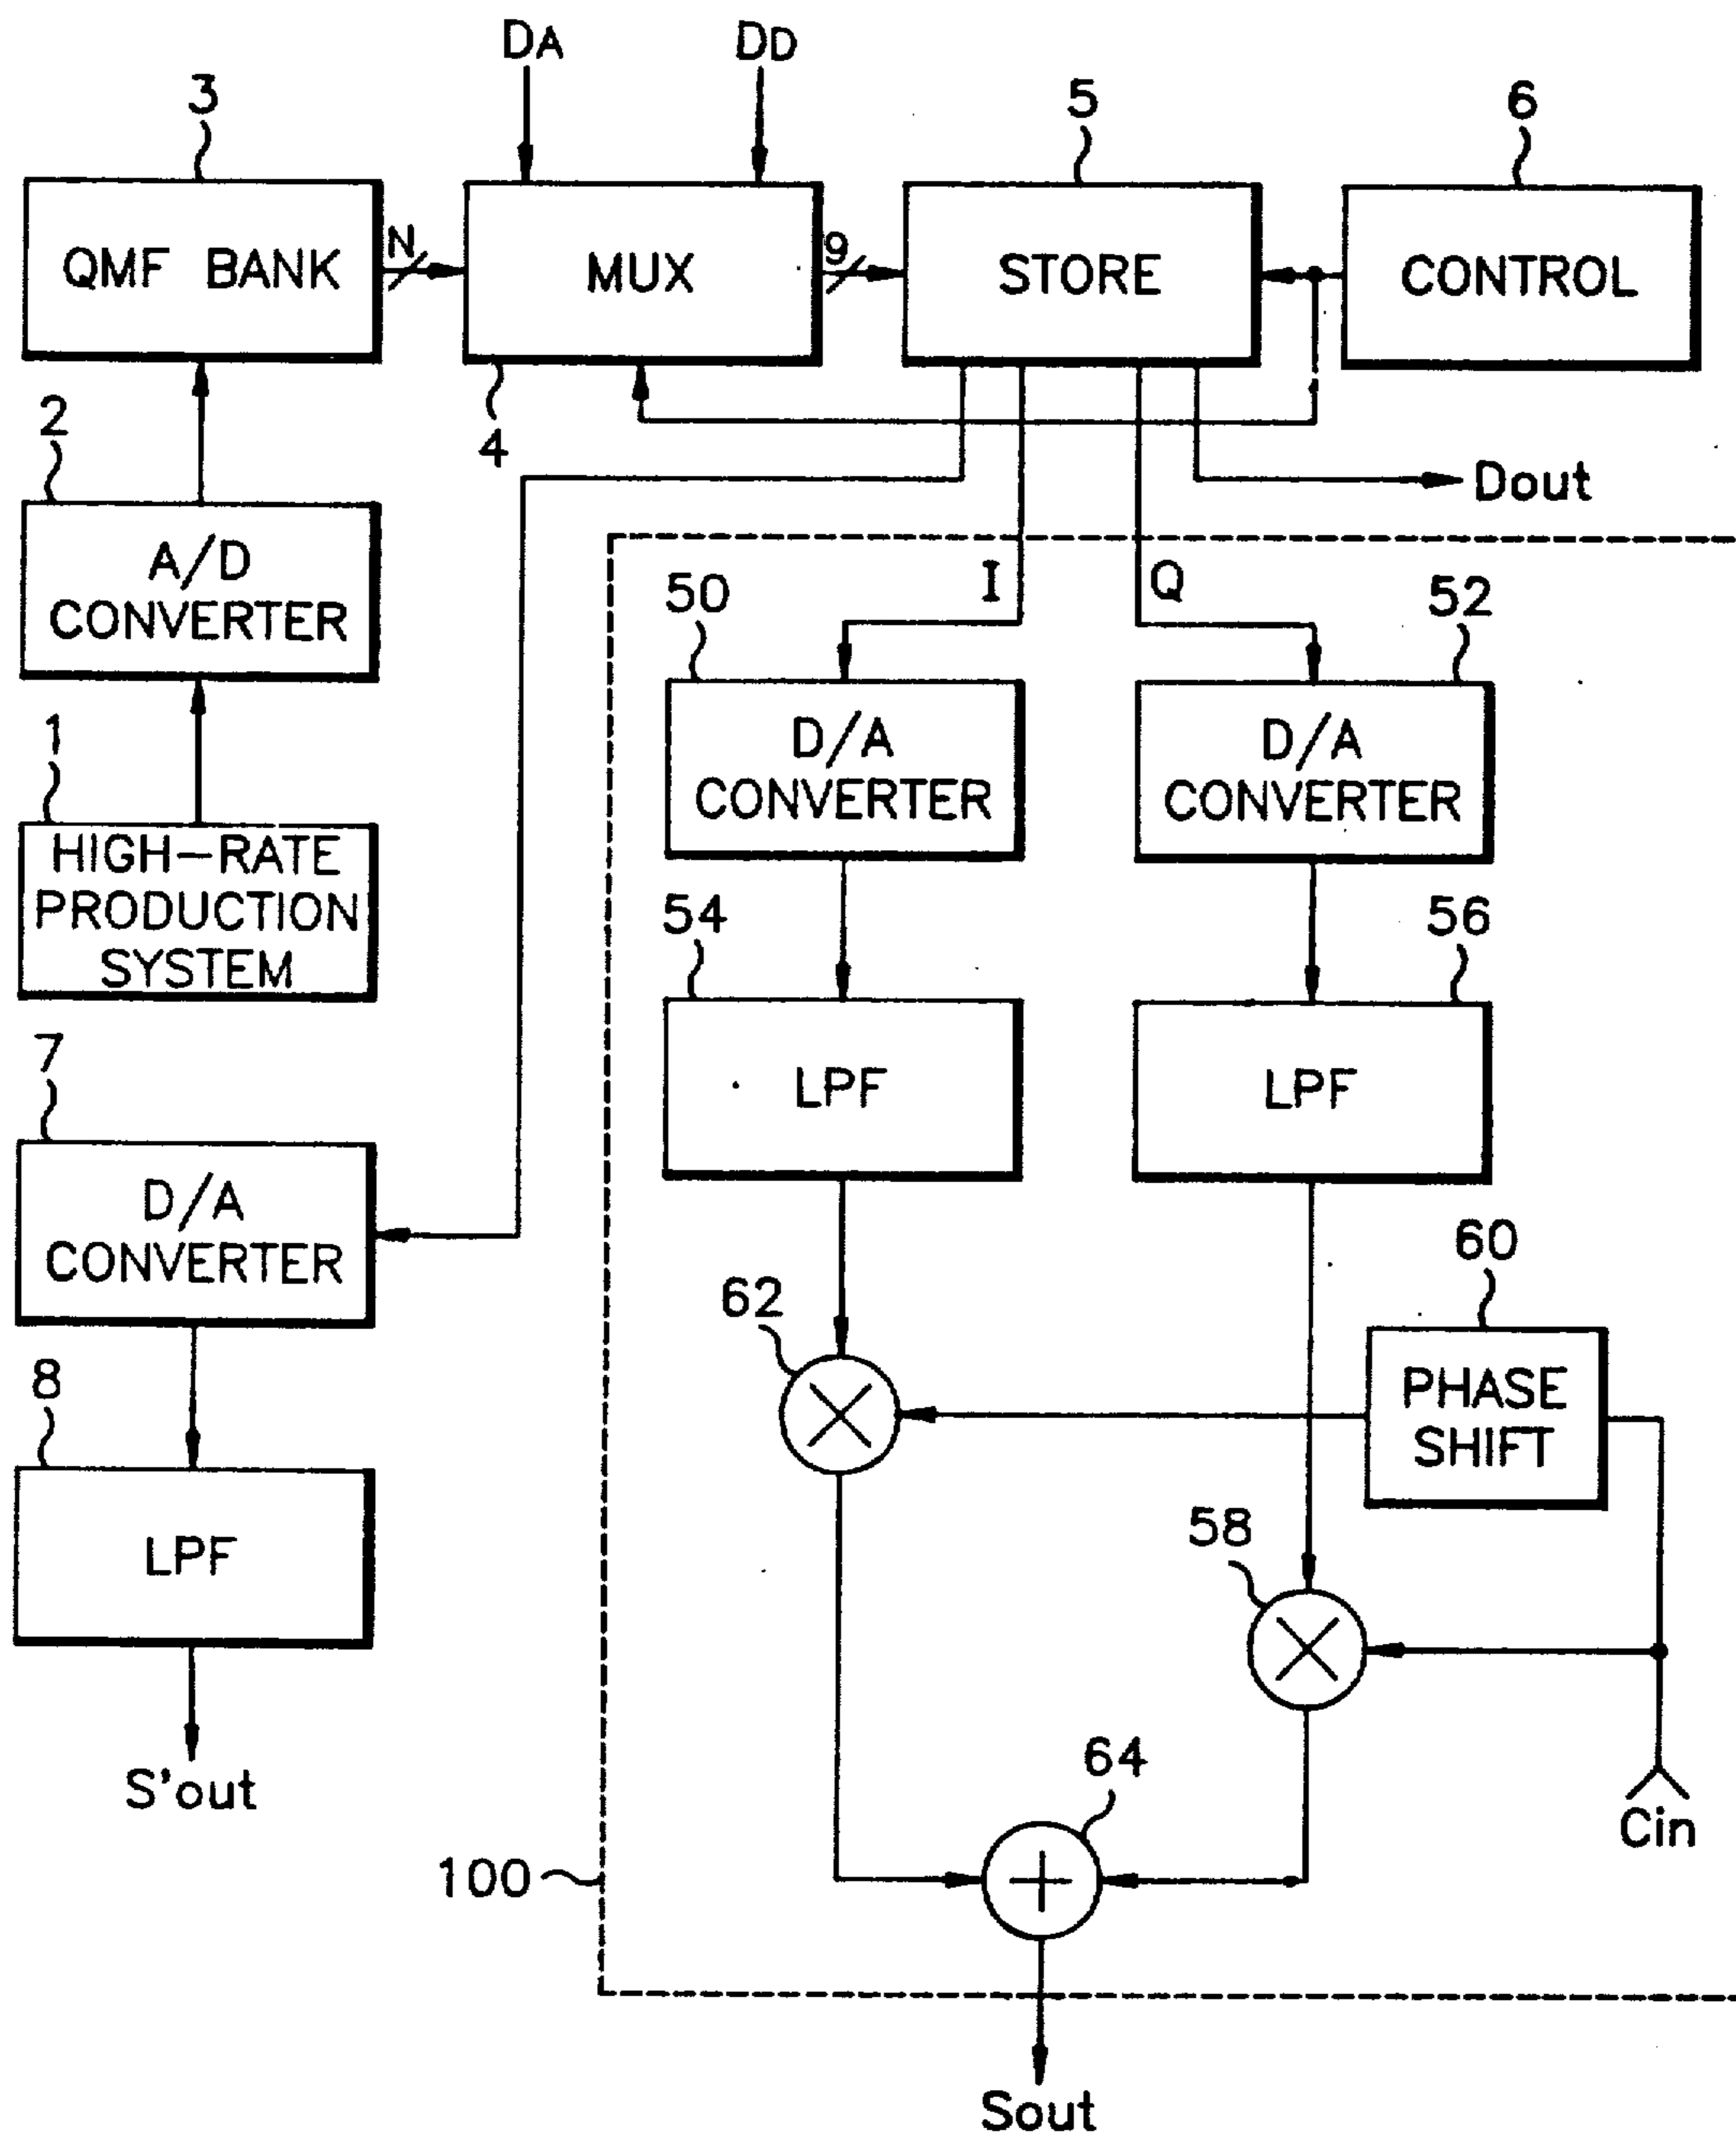 DA
DD
3
5
6
QMF BANK
N
MUX
9
STORE
CONTROL
2
4
Dout
A/D
CONVERTER
I
Q
50
52
1
D/A
CONVERTER
D/A
CONVERTER
HIGH-RATE
PRODUCTION
SYSTEM
54
56
7
LPF
LPF
D/A
CONVERTER
60
62
8
PHASE
SHIFT
LPF
58
S'out
64
Cin
100
Sout